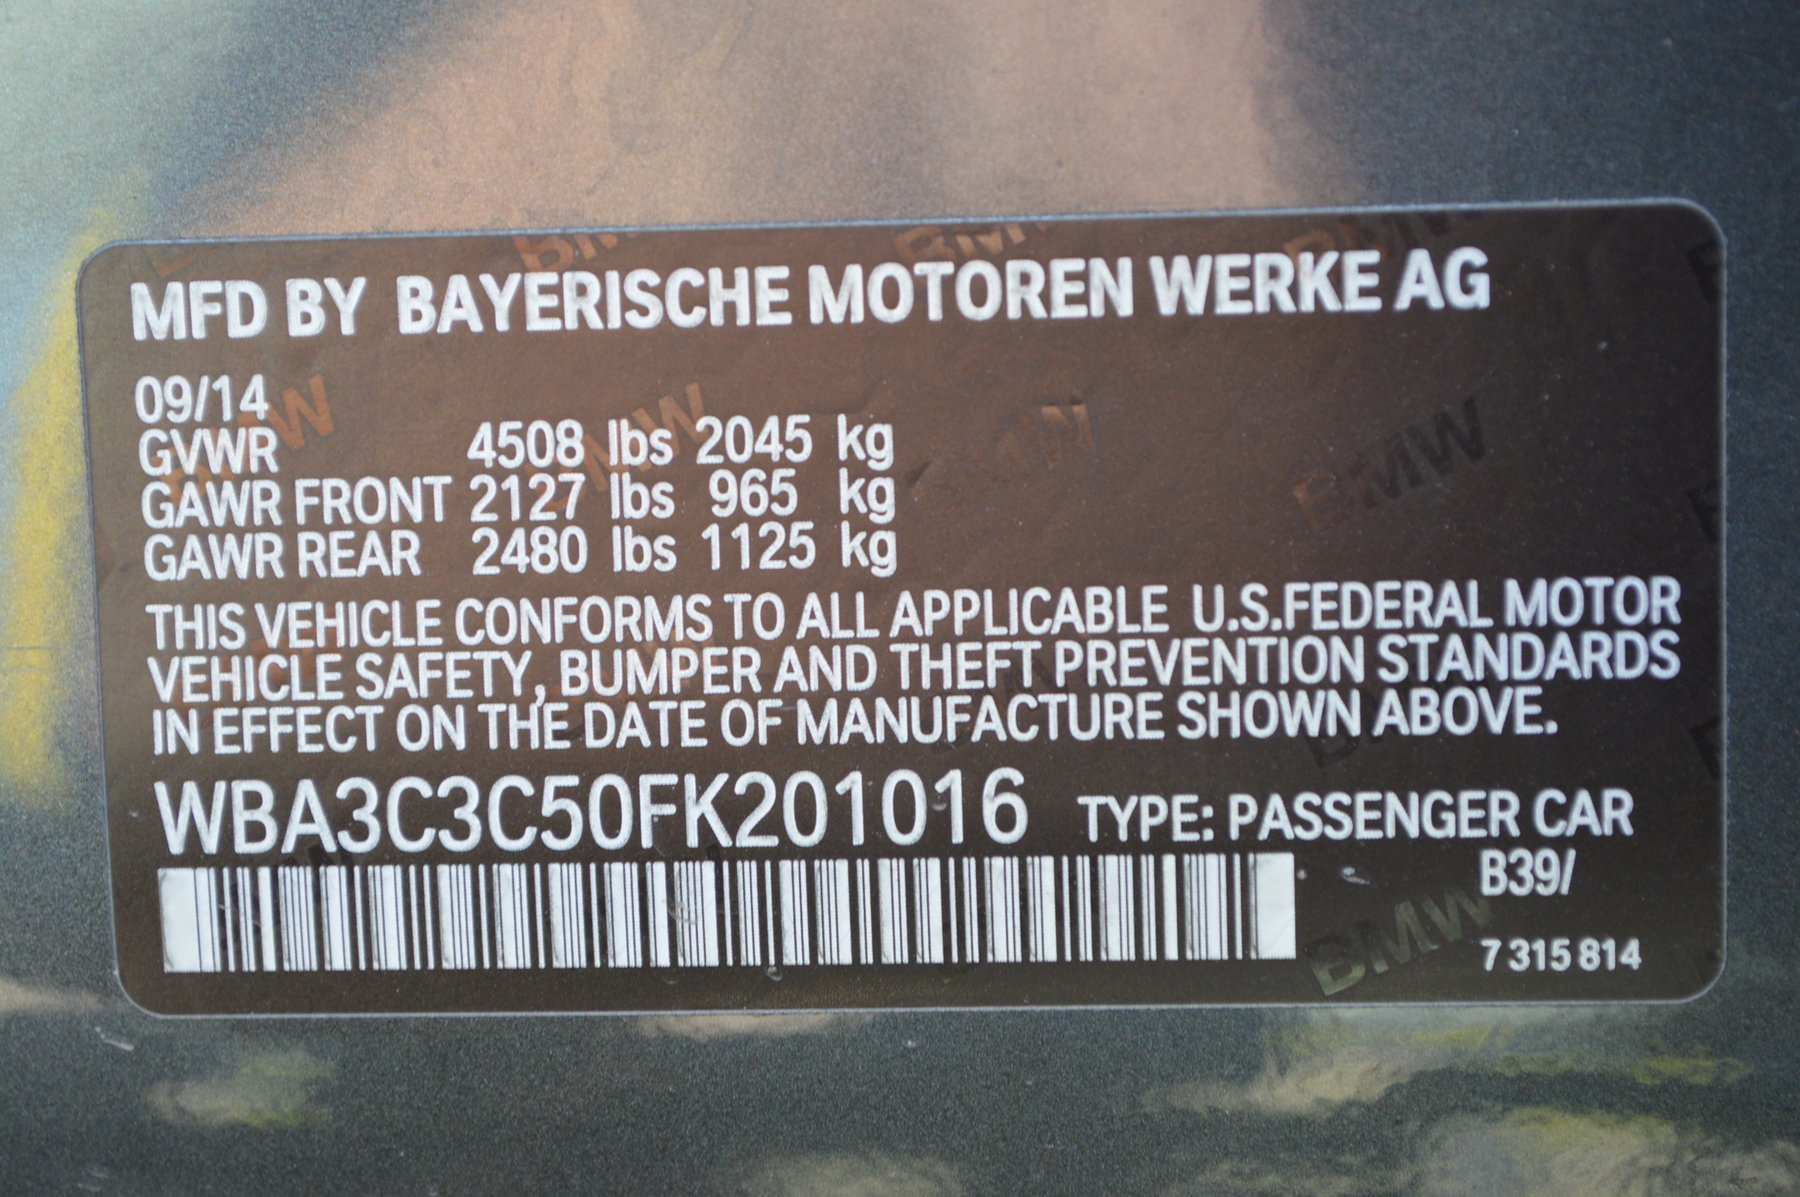 MFD BY BAYERISCHE MOTOREN WERKE AG
09/14
GVWR 4508 lbs 2045 kg
GAWR FRONT 2127 lbs 965 kg
GAWR REAR 2480 lbs 1125 kg
THIS VEHICLE CONFORMS TO ALL APPLICABLE U.S.FEDERAL MOTOR
VEHICLE SAFETY, BUMPER AND THEFT PREVENTION STANDARDS
IN EFFECT ON THE DATE OF MANUFACTURE SHOWN ABOVE.
WBA3C3C50FK201016 TYPE: PASSENGER CAR
B39/
7 315 814